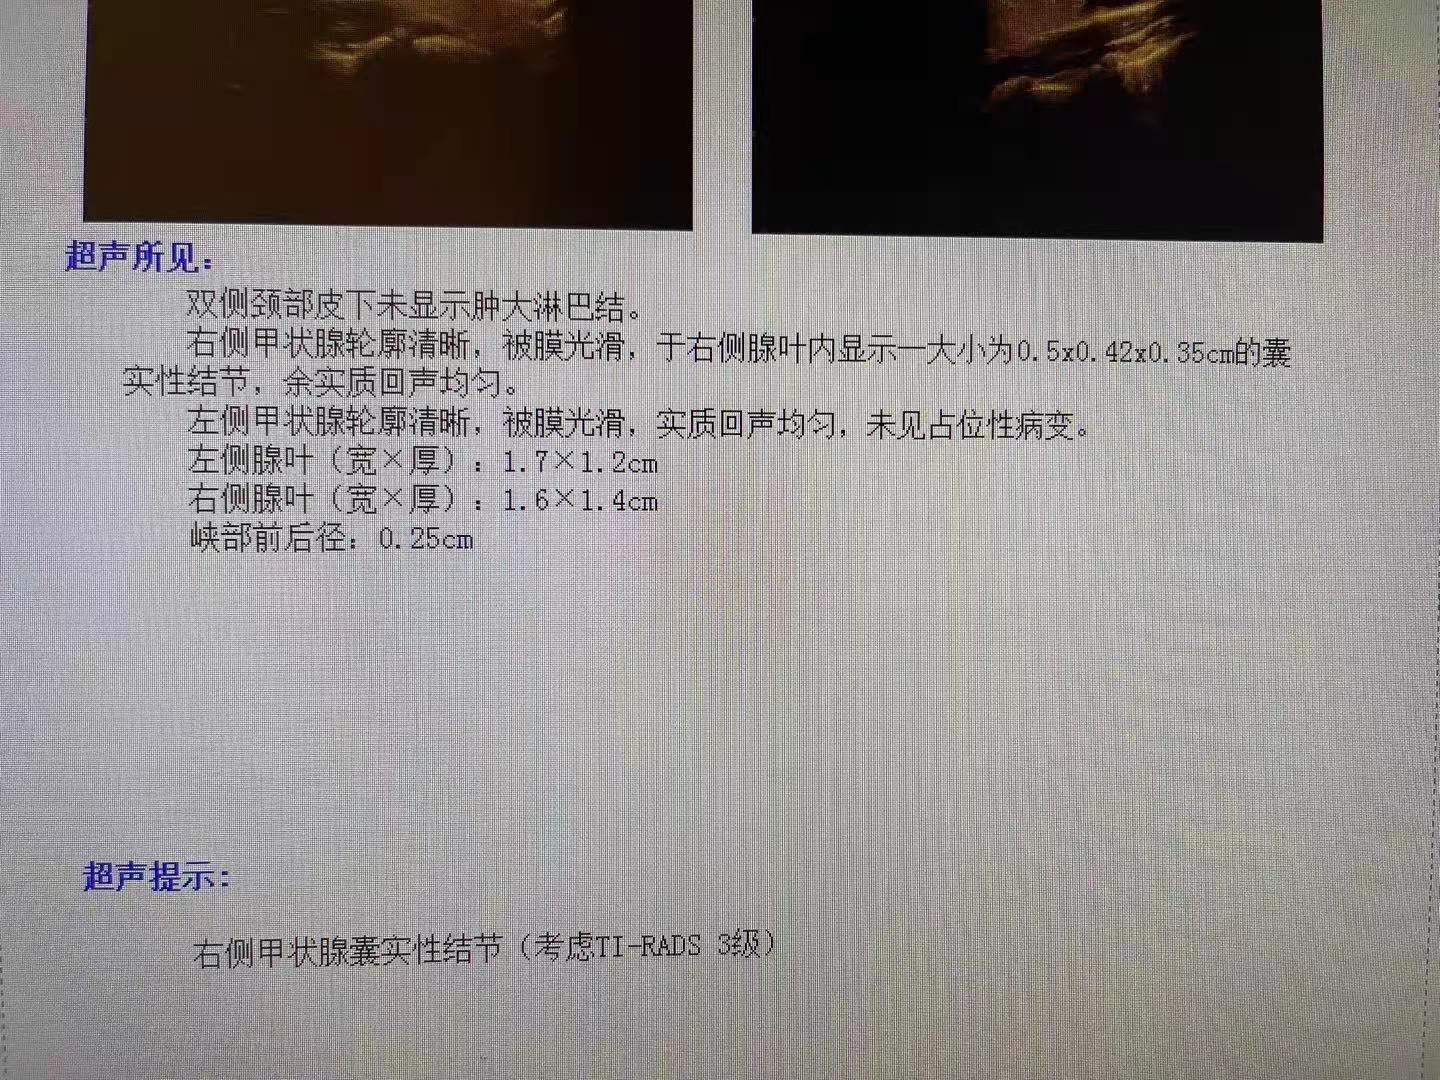 超声所见：
双侧颈部皮下未显示肿大淋巴结。
右侧甲状腺轮廓清晰，被膜光滑，于右侧腺叶内显示一大小为0.5x0.42x0.35cm的囊
实性结节，余实质回声均匀。
左侧甲状腺轮廓清晰，被膜光滑，实质回声均匀，未见占位性病变。
左侧腺叶（宽×厚）：1.7×1.2cm
右侧腺叶（宽×厚）：1.6×1.4cm
峡部前后径：0.25cm
超声提示：
右侧甲状腺囊实性结节（考虑TI-RADS 3级）